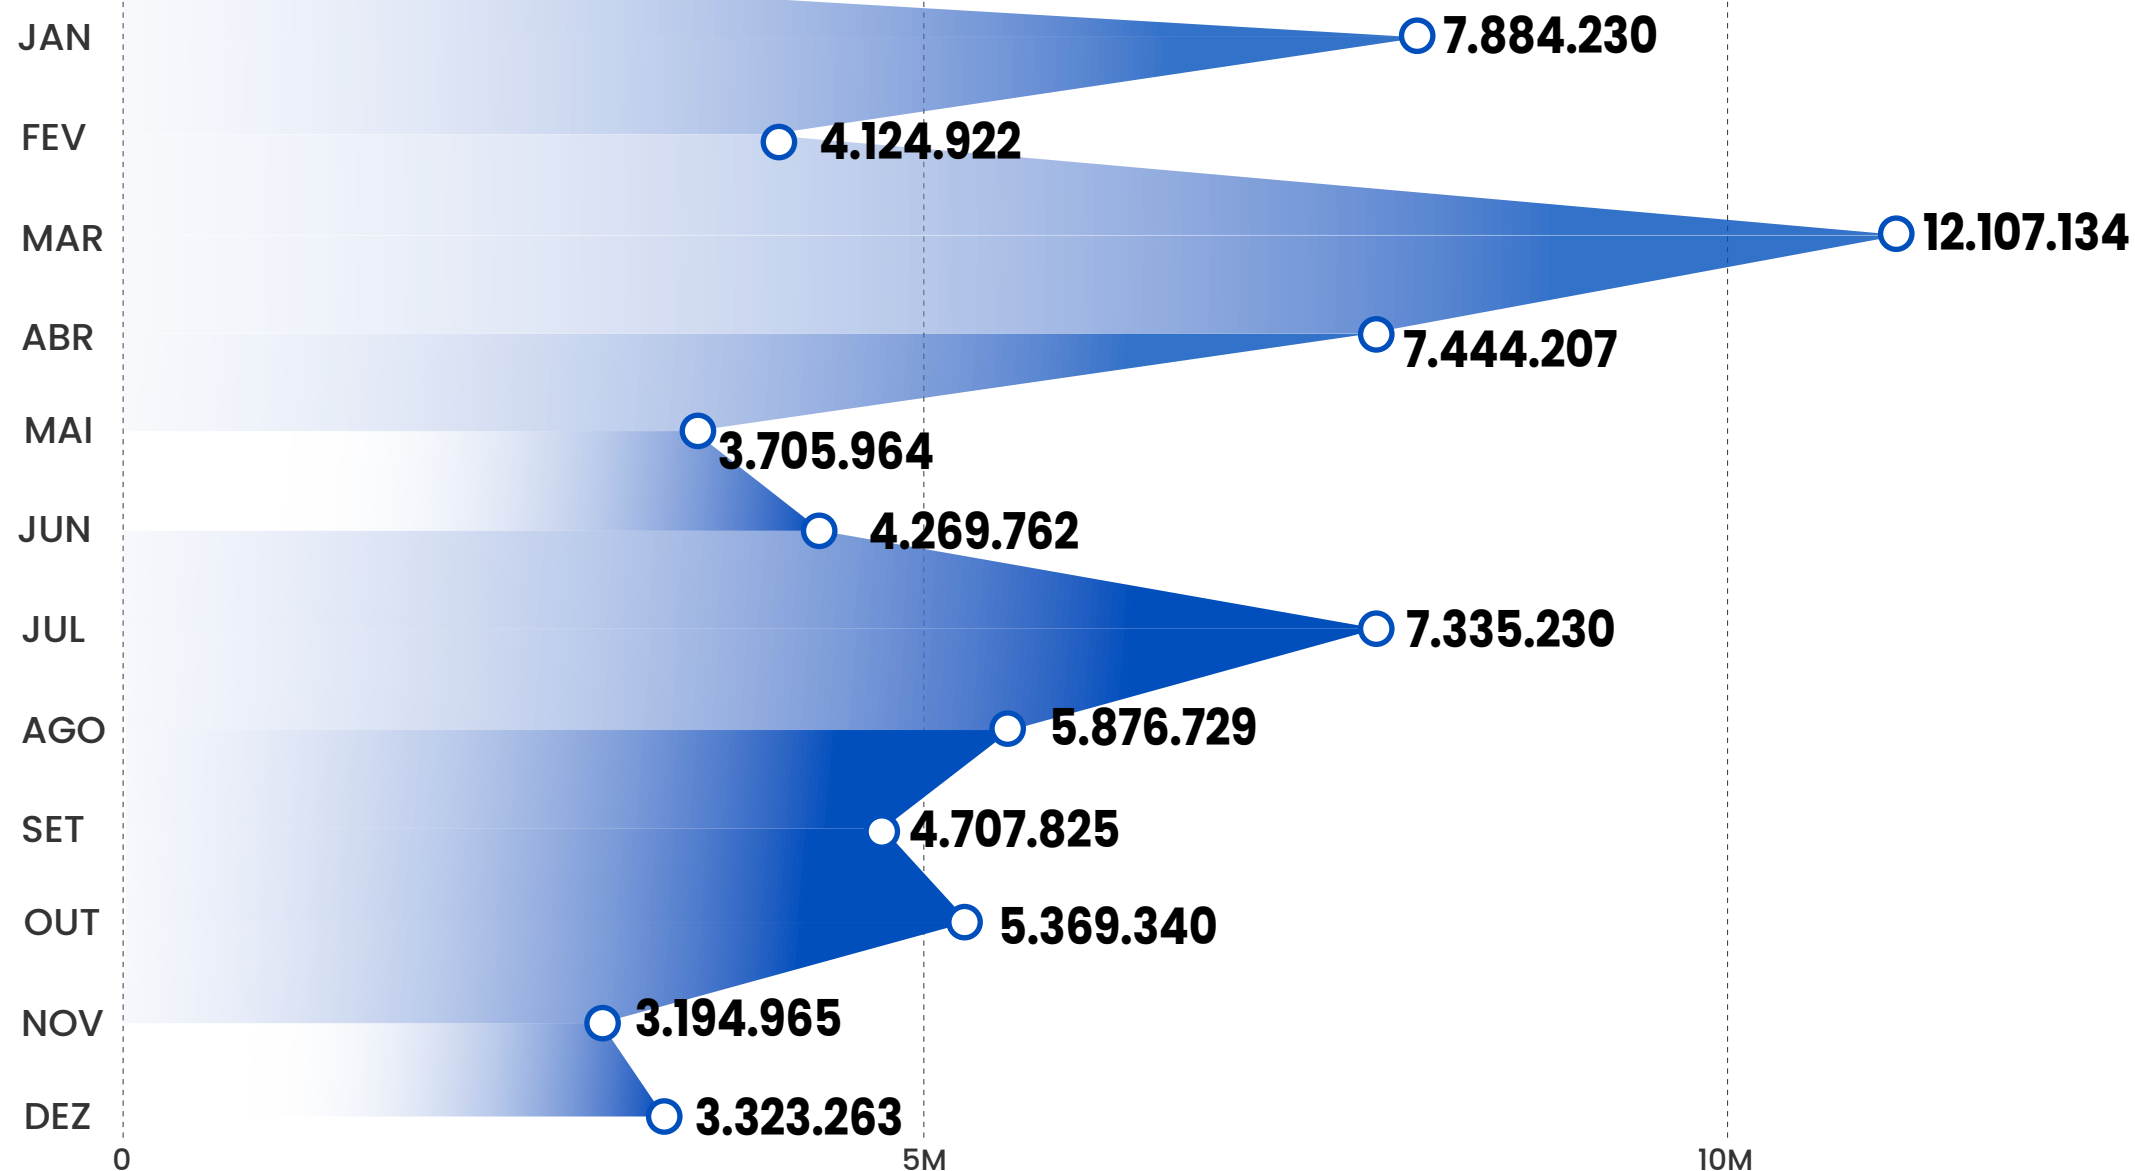 JAN 7.884.230
FEV 4.124.922
MAR 12.107.134
ABR 7.444.207
MAI 3.705.964
JUN 4.269.762
JUL 7.335.230
AGO 5.876.729
SET 4.707.825
OUT 5.369.340
NOV 3.194.965
DEZ 3.323.263
0 5M 10M